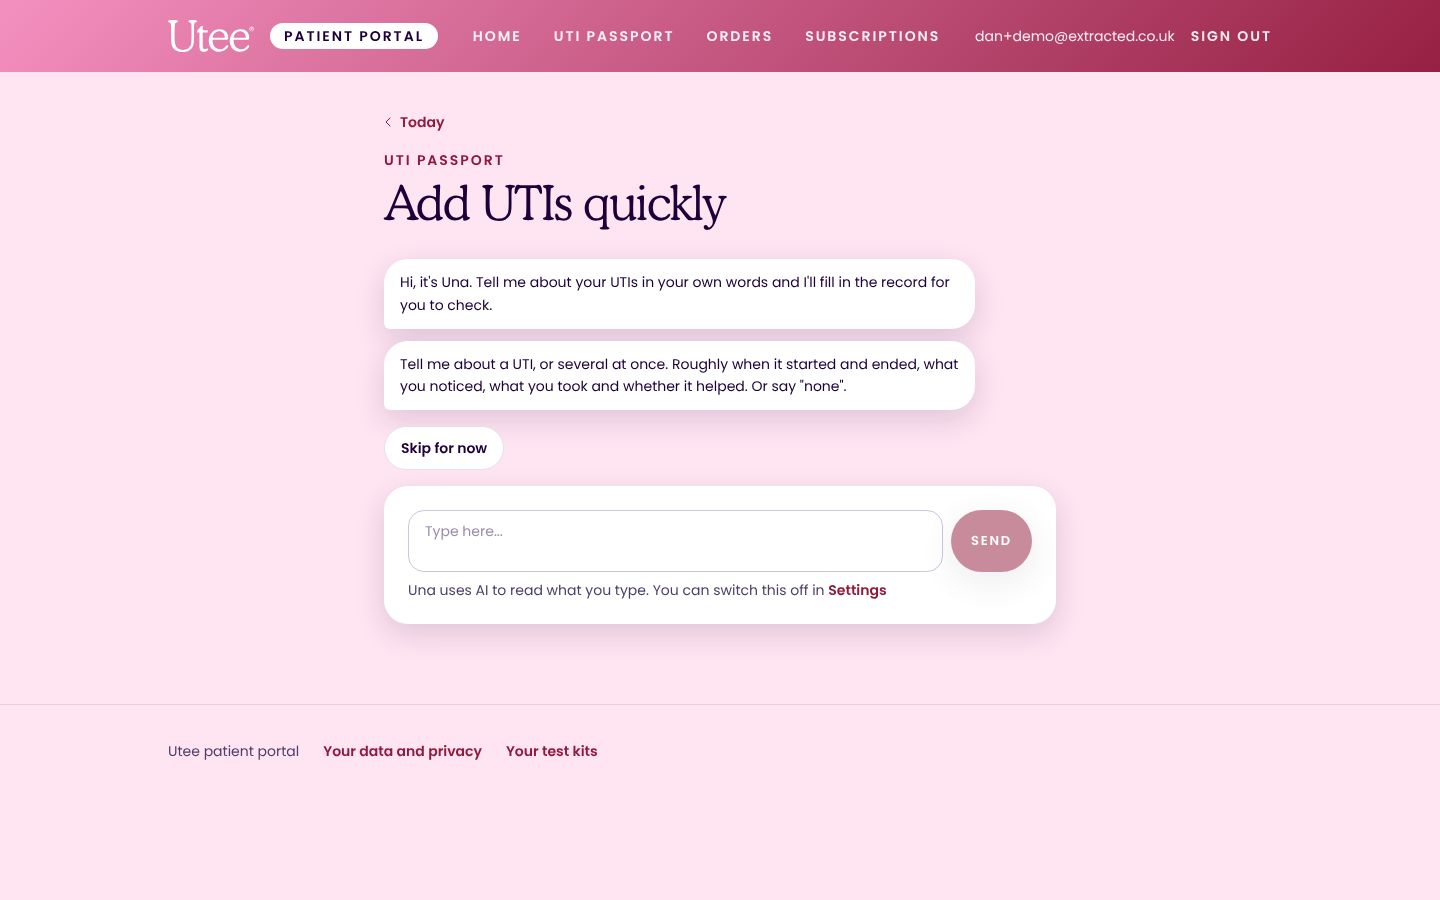 Utee®
PATIENT PORTAL
HOME
UTI PASSPORT
ORDERS
SUBSCRIPTIONS
dan+demo@extracted.co.uk
SIGN OUT
Today
UTI PASSPORT
Add UTIs quickly
Hi, it's Una. Tell me about your UTIs in your own words and I'll fill in the record for
you to check.
Tell me about a UTI, or several at once. Roughly when it started and ended, what
you noticed, what you took and whether it helped. Or say "none".
Skip for now
Type here...
SEND
Una uses AI to read what you type. You can switch this off in Settings
Utee patient portal
Your data and privacy
Your test kits